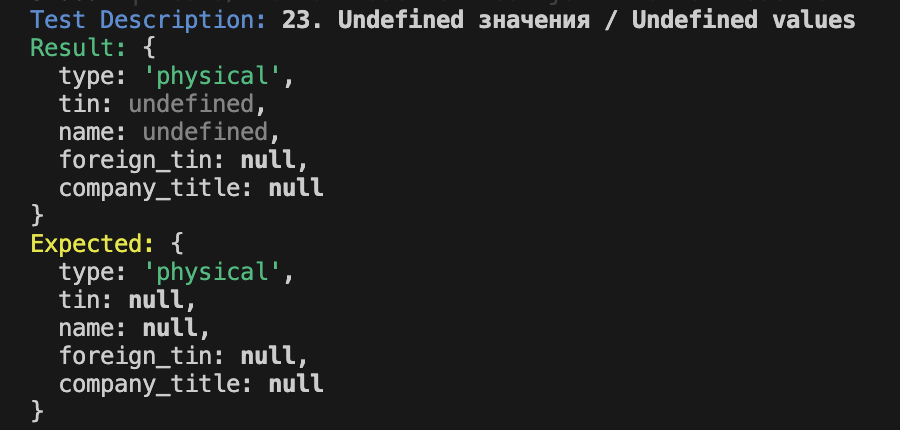 Test Description: 23. Undefined значения / Undefined values
Result: {
  type: 'physical',
  tin: undefined,
  name: undefined,
  foreign_tin: null,
  company_title: null
}
Expected: {
  type: 'physical',
  tin: null,
  name: null,
  foreign_tin: null,
  company_title: null
}